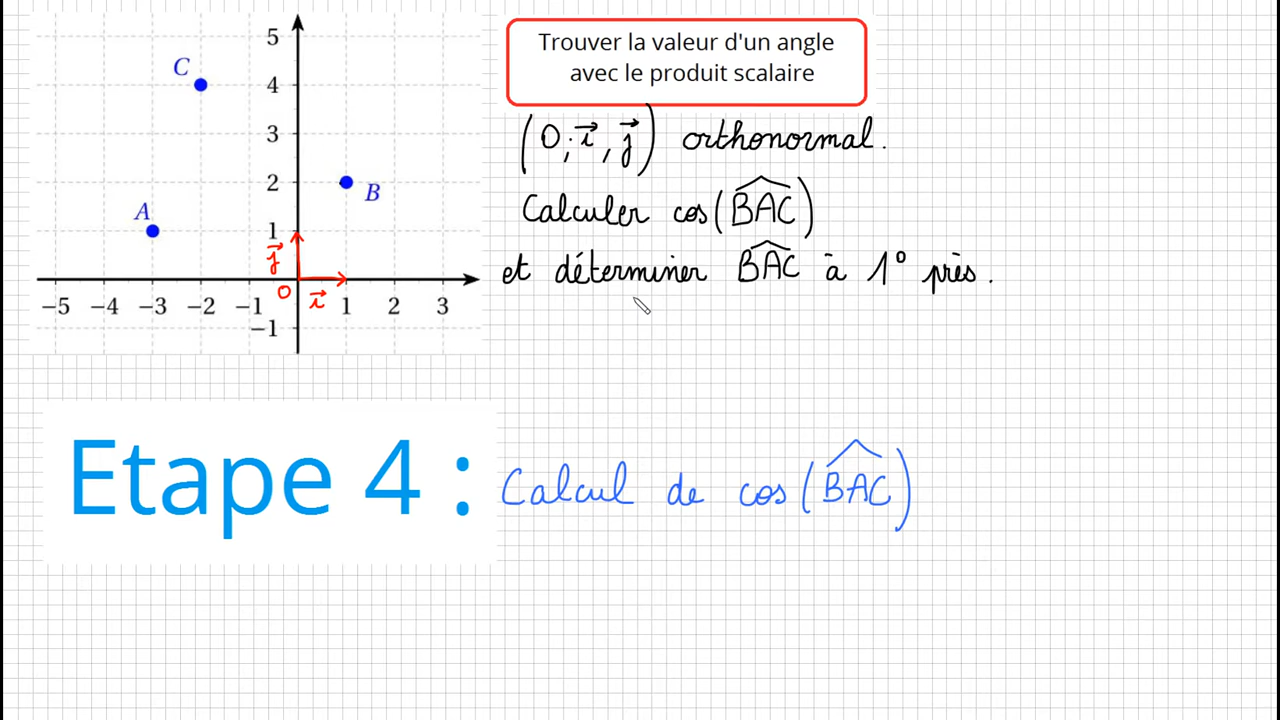 Trouver la valeur d'un angle
avec le produit scalaire
(O; i⃗, j⃗) orthonormal.
Calculer cos(B͡AC)
et déterminer B͡AC à 1° près.
5
C
4
3
2
B
A
1
j⃗
O
i⃗
−5 −4 −3 −2 −1 1 2 3
−1
Etape 4 : Calcul de cos(B͡AC)